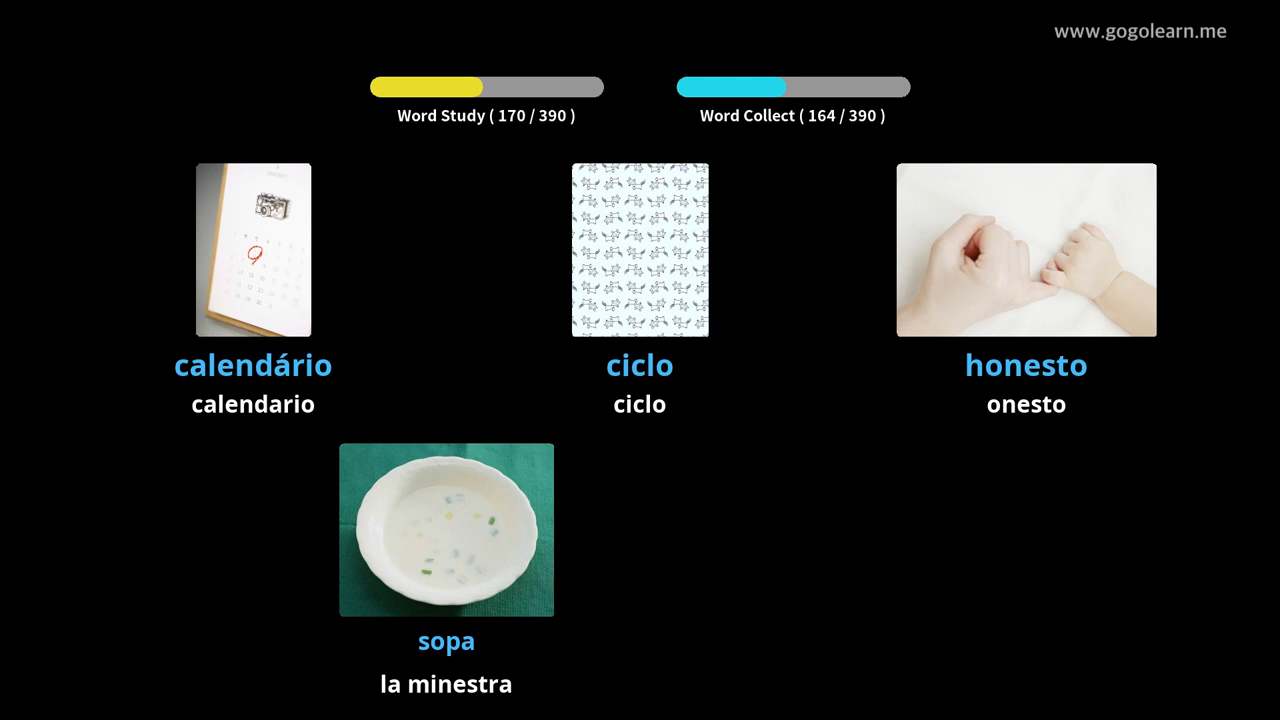 www.gogolearn.me
Word Study ( 170 / 390 )
Word Collect ( 164 / 390 )
calendário
calendario
ciclo
ciclo
honesto
onesto
sopa
la minestra